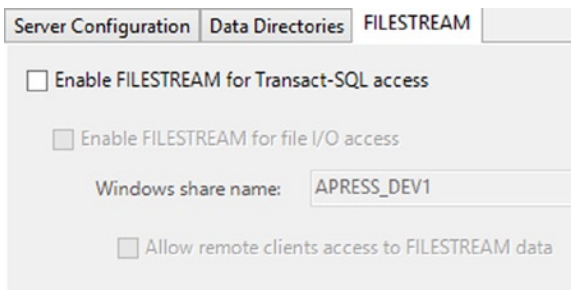 Server Configuration Data Directories FILESTREAM
Enable FILESTREAM for Transact-SQL access
Enable FILESTREAM for file I/O access
Windows share name: APRESS_DEV1
Allow remote clients access to FILESTREAM data